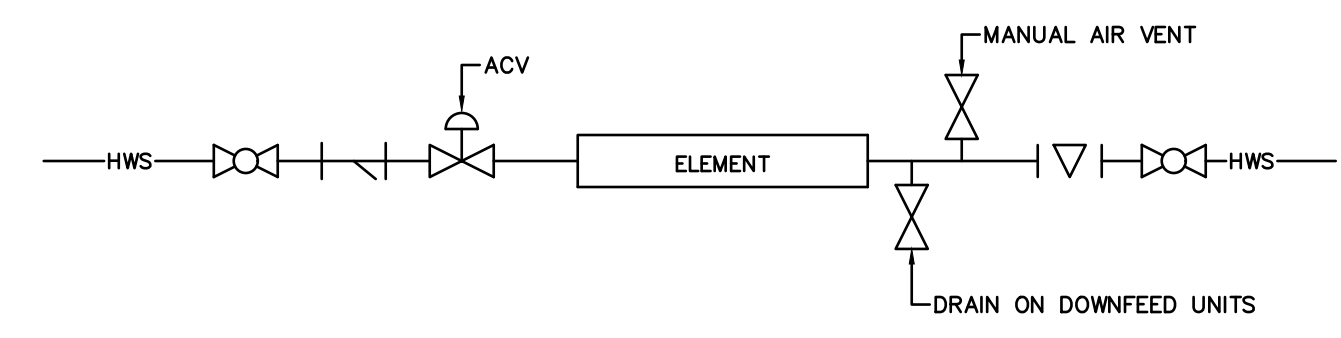 MANUAL AIR VENT
ACV
HWS
ELEMENT
HWS
DRAIN ON DOWNFEED UNITS